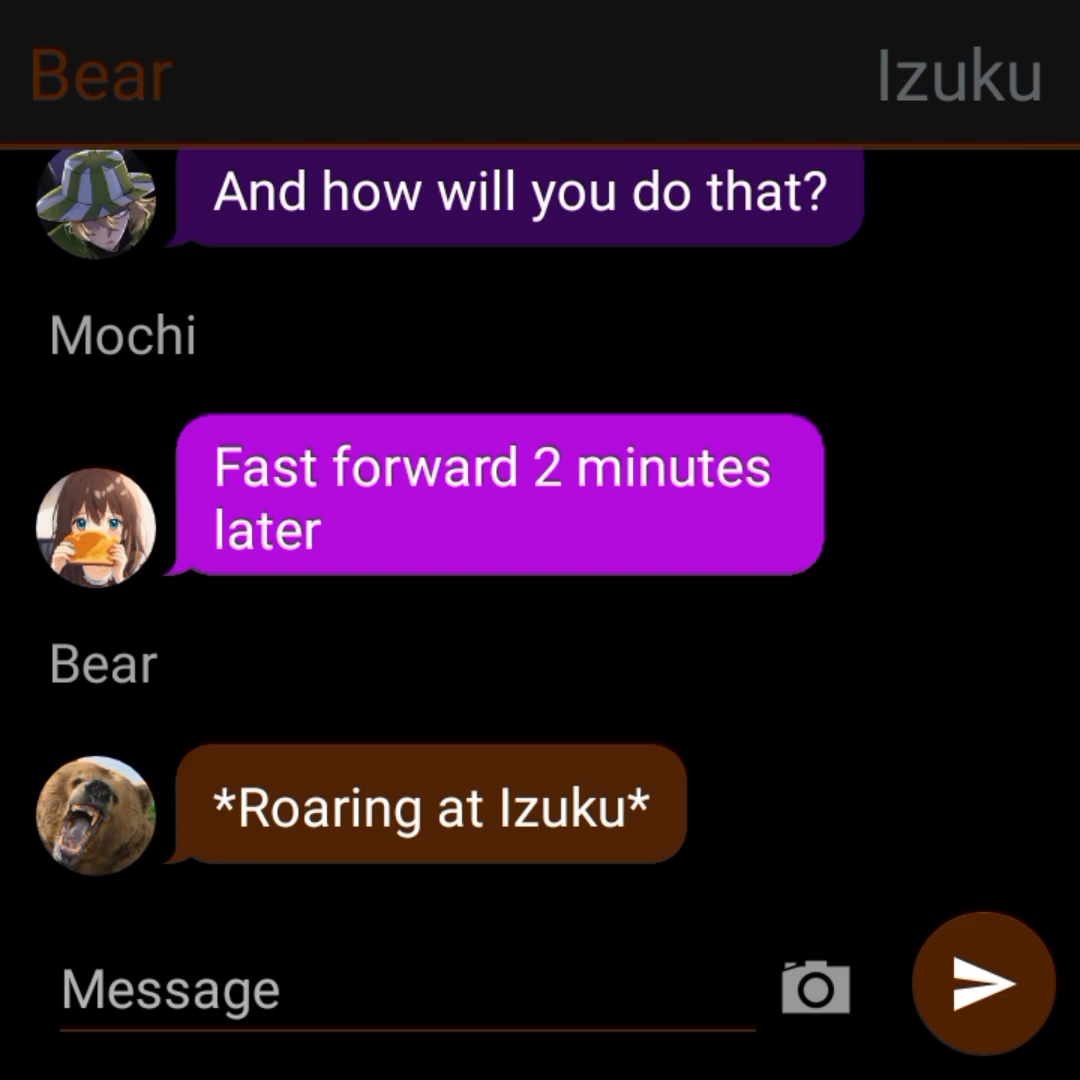 Bear
Izuku
And how will you do that?
Mochi
Fast forward 2 minutes
later
Bear
*Roaring at Izuku*
Message